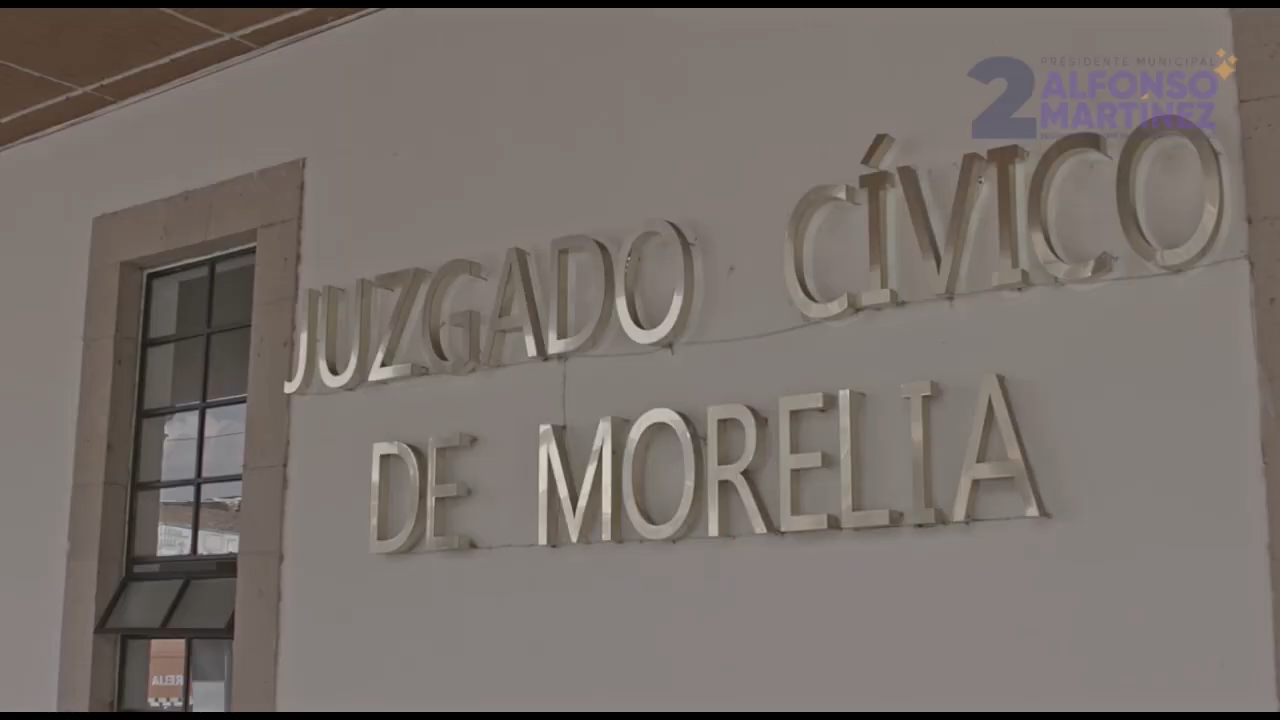 PRESIDENTE MUNICIPAL
2 ALFONSO
MARTÍNEZ
JUZGADO CÍVICO
DE MORELIA